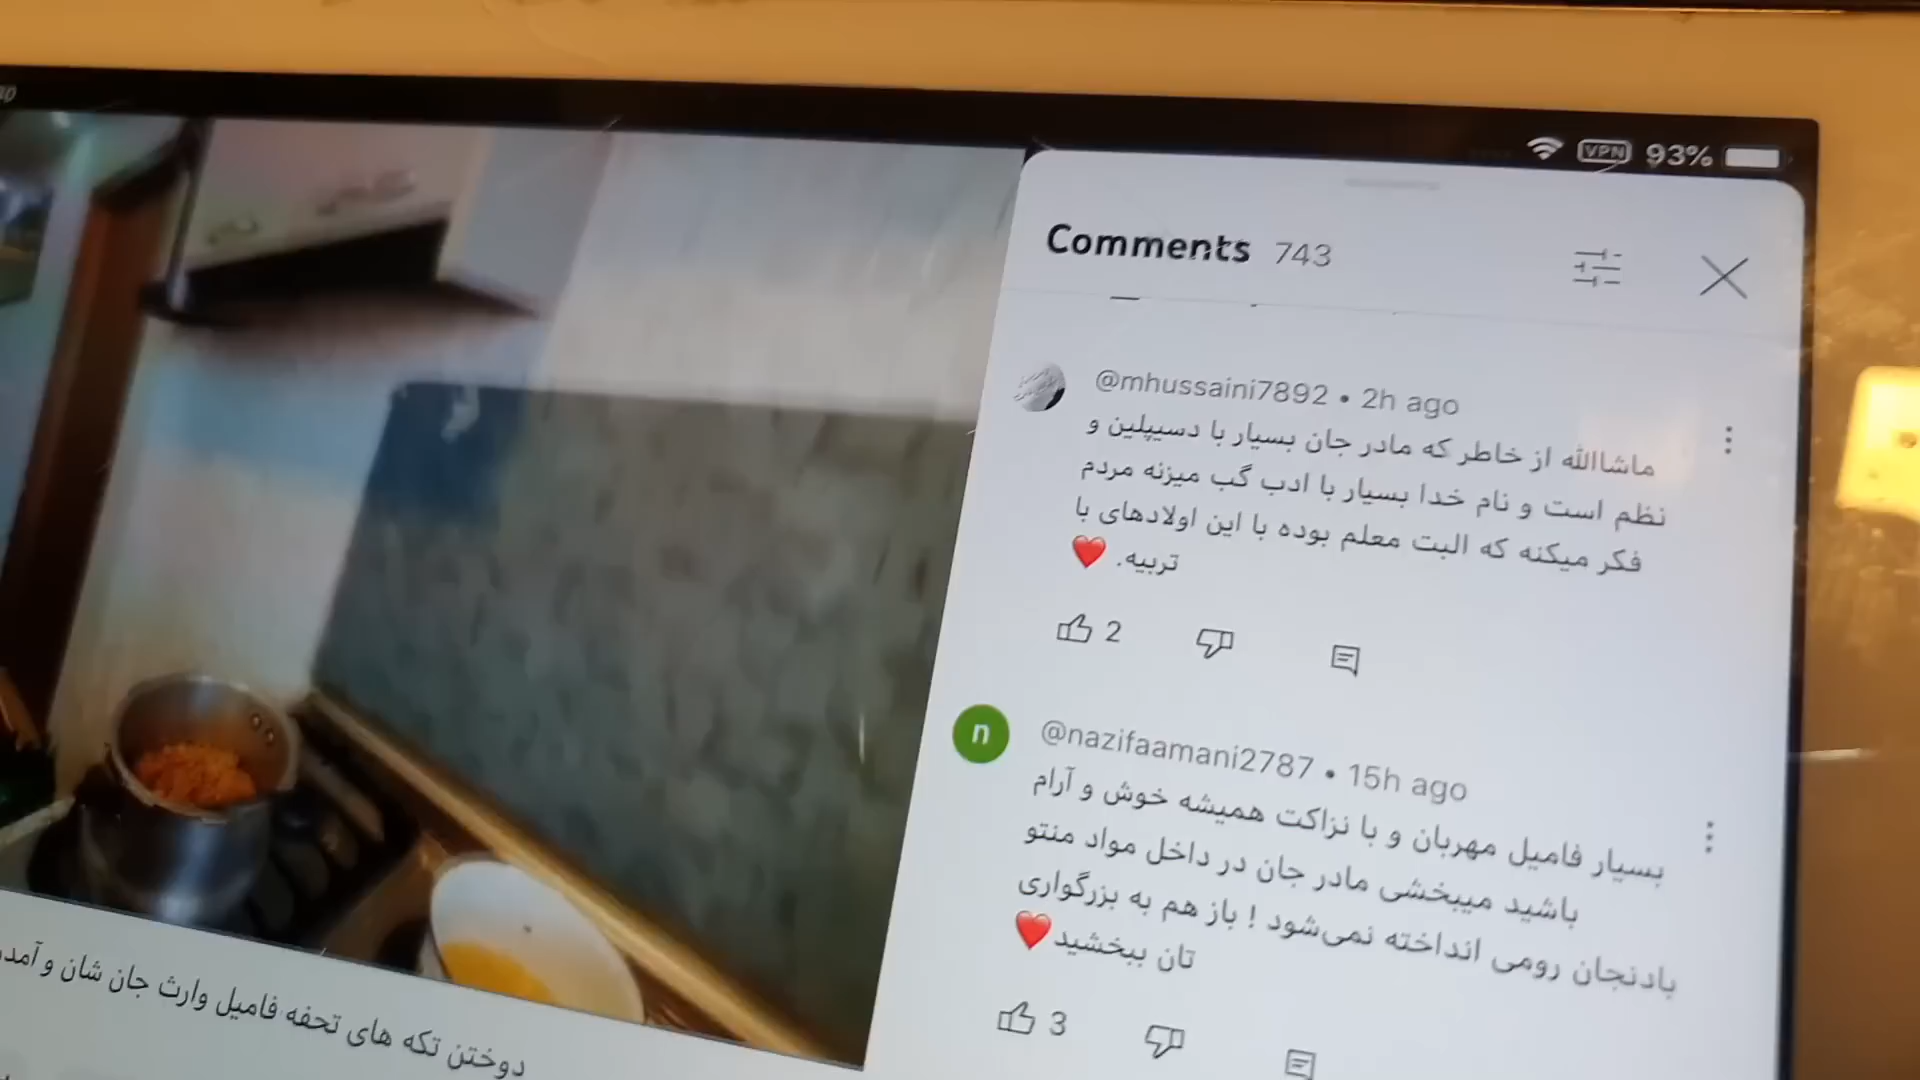 VPN 93%
Comments 743
@mhussaini7892 • 2h ago
ماشاالله از خاطر که مادر جان بسیار با دسیپلین و
نظم است و نام خدا بسیار با ادب گب میزنه مردم
فکر میکنه که البت معلم بوده با این اولادهای با
تربیه. ❤️
2
n
@nazifaamani2787 • 15h ago
بسیار فامیل مهربان و با نزاکت همیشه خوش و آرام
باشید میبخشی مادر جان در داخل مواد منتو
بادنجان رومی انداخته نمی‌شود ! باز هم به بزرگواری
تان ببخشید❤️
3
دوختن تکه های تحفه فامیل وارث جان شان و